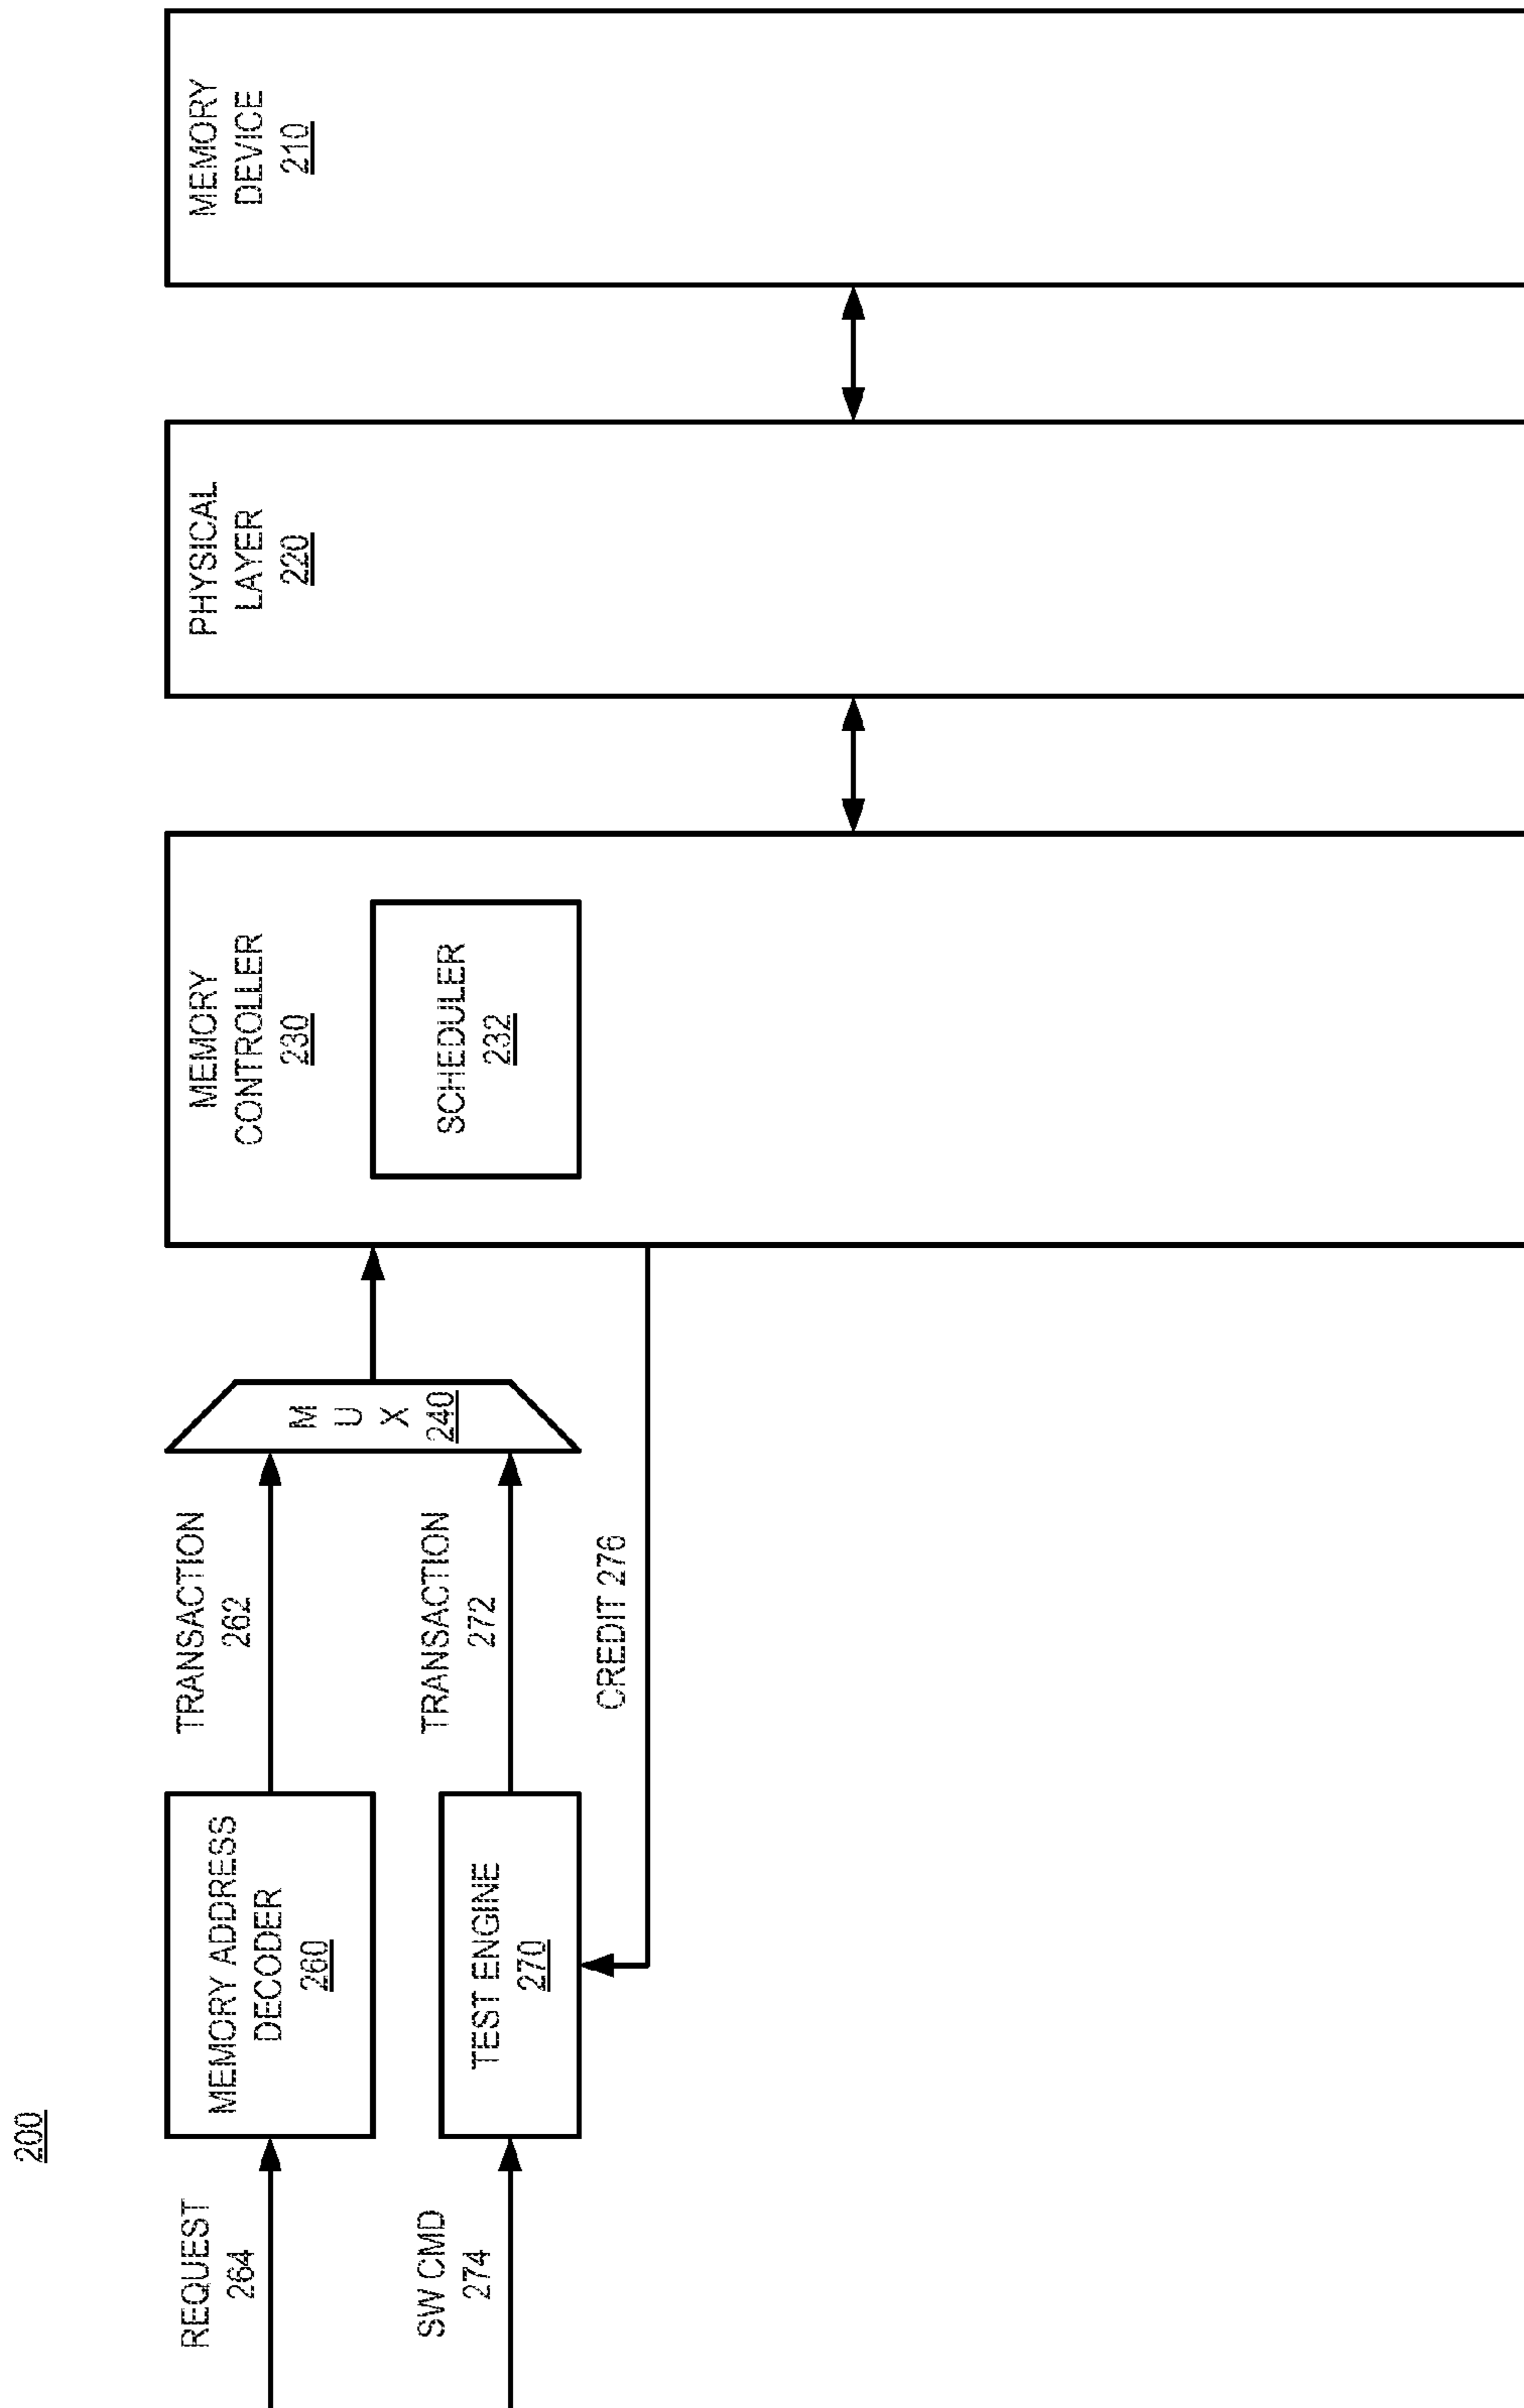 200
REQUEST
264
MEMORY ADDRESS
DECODER
260
TRANSACTION
262
SW CMD
274
TEST ENGINE
270
TRANSACTION
272
CREDIT 276
M
U
X
240
MEMORY
CONTROLLER
230
SCHEDULER
232
PHYSICAL
LAYER
220
MEMORY
DEVICE
210